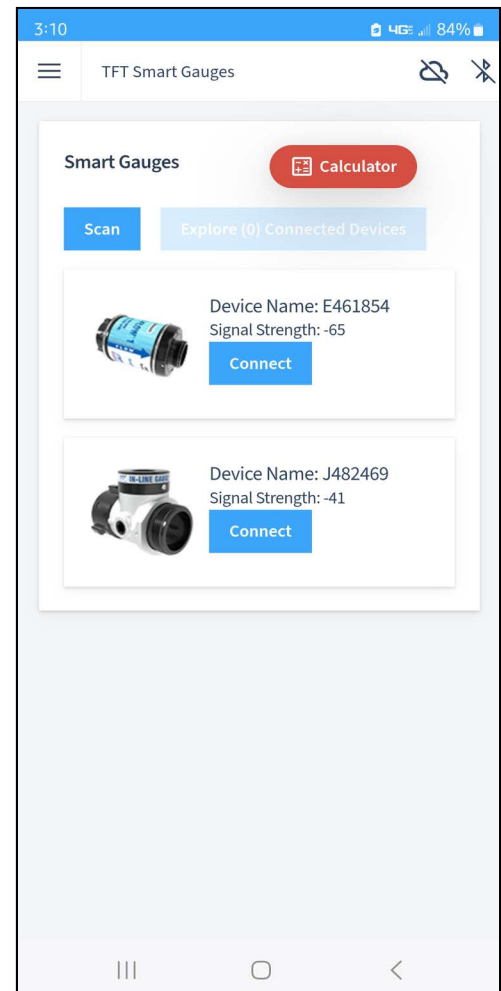 3:10
4G 84%
TFT Smart Gauges
Smart Gauges
Calculator
Scan
Explore (0) Connected Devices
Device Name: E461854
Signal Strength: -65
FLOW
Connect
IN-LINE GAUGE
Device Name: J482469
Signal Strength: -41
Connect